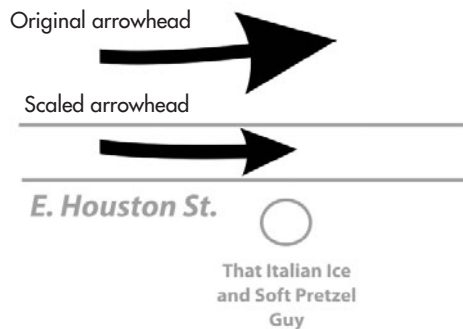 Original arrowhead
Scaled arrowhead
E. Houston St.
That Italian Ice
and Soft Pretzel
Guy